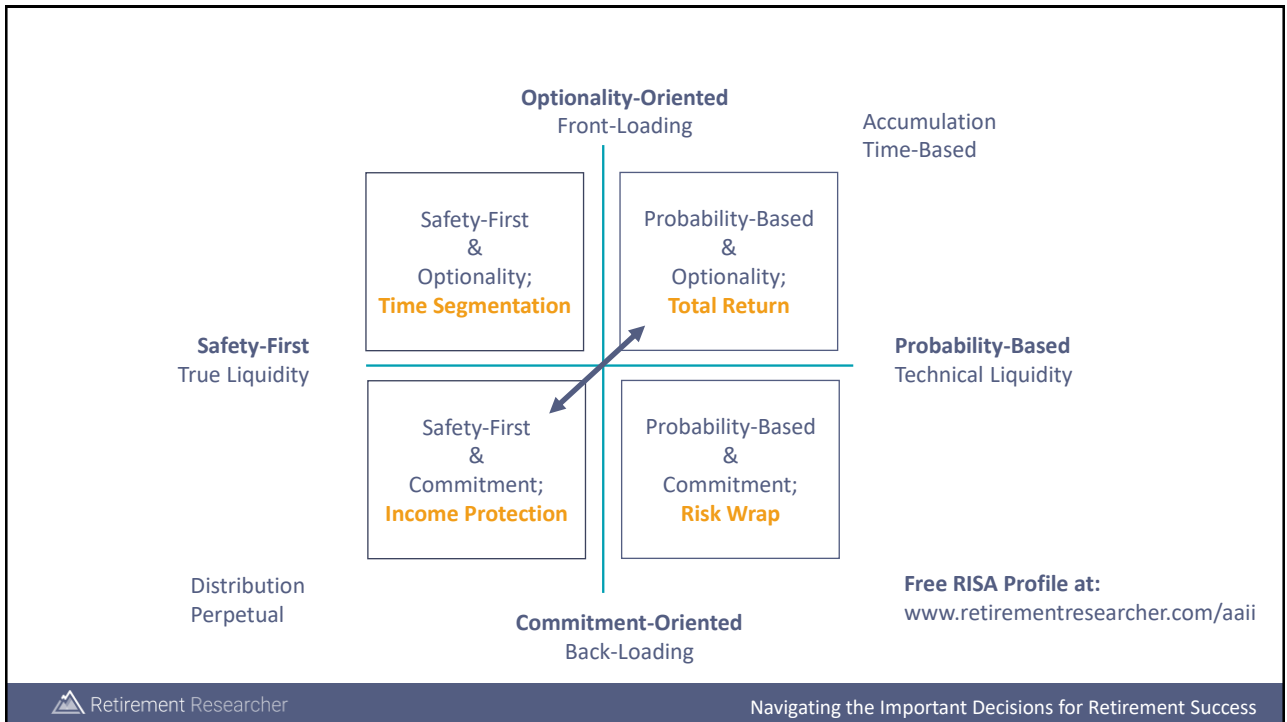 Optionality-Oriented
Front-Loading
Accumulation
Time-Based
Safety-First
&
Optionality;
Time Segmentation
Probability-Based
&
Optionality;
Total Return
Safety-First
True Liquidity
Probability-Based
Technical Liquidity
Safety-First
&
Commitment;
Income Protection
Probability-Based
&
Commitment;
Risk Wrap
Distribution
Perpetual
Commitment-Oriented
Back-Loading
Free RISA Profile at:
www.retirementresearcher.com/aaii
Retirement Researcher
Navigating the Important Decisions for Retirement Success